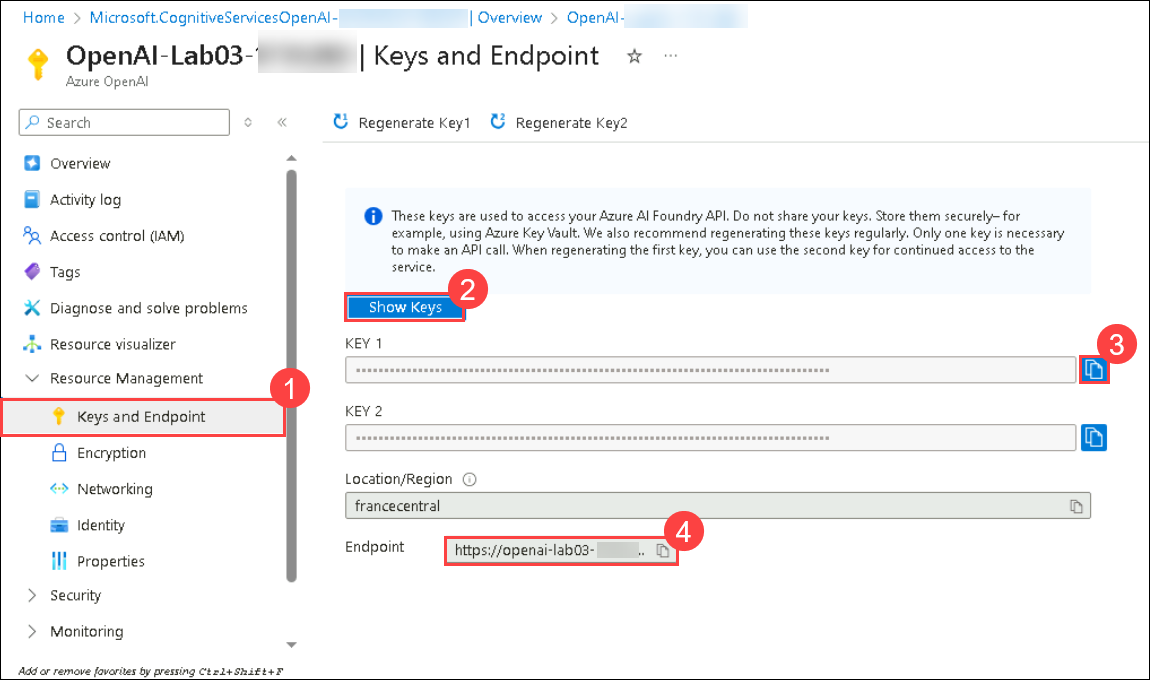 Home > Microsoft.CognitiveServicesOpenAI- | Overview > OpenAI-
OpenAI-Lab03- | Keys and Endpoint
Azure OpenAI
Search
Regenerate Key1
Regenerate Key2
Overview
Activity log
Access control (IAM)
Tags
Diagnose and solve problems
Resource visualizer
Resource Management
1
Keys and Endpoint
Encryption
Networking
Identity
Properties
Security
Monitoring
Add or remove favorites by pressing Ctrl+Shift+F
These keys are used to access your Azure AI Foundry API. Do not share your keys. Store them securely– for
example, using Azure Key Vault. We also recommend regenerating these keys regularly. Only one key is necessary
to make an API call. When regenerating the first key, you can use the second key for continued access to the
service.
2
Show Keys
KEY 1
3
KEY 2
Location/Region
francecentral
Endpoint
https://openai-lab03- ..
4